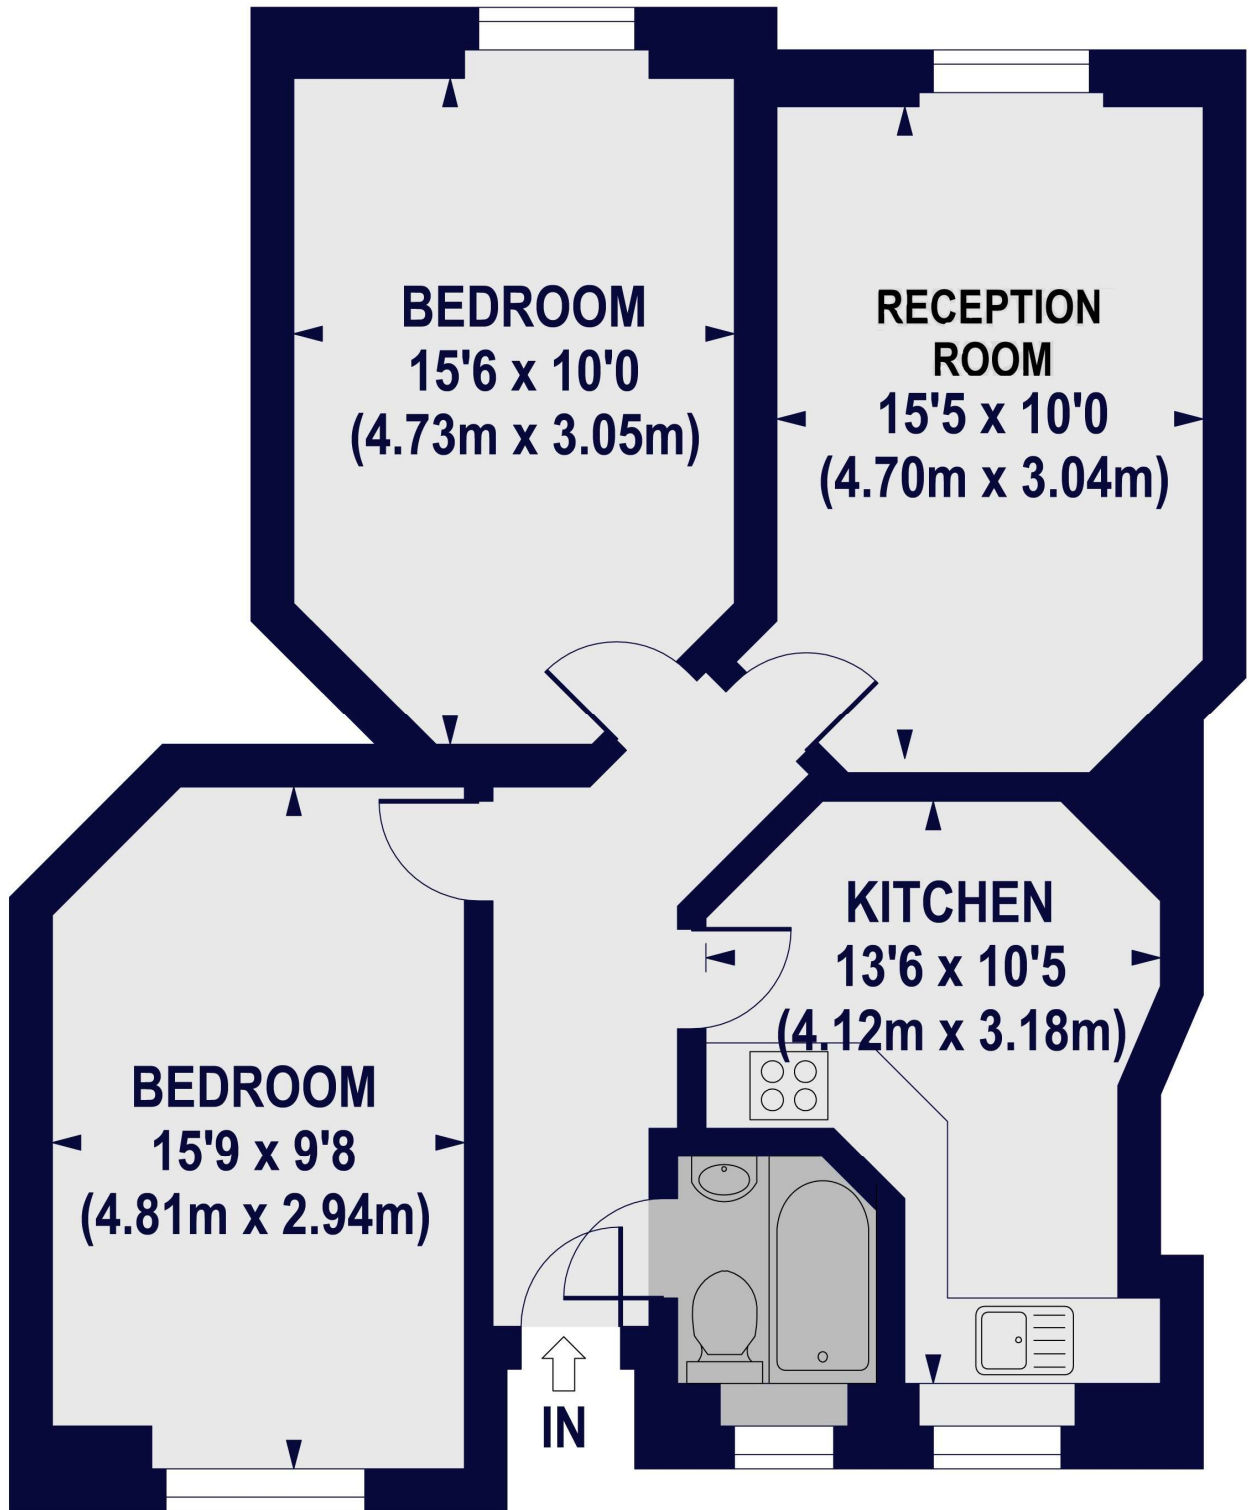 BEDROOM
15'6 x 10'0
(4.73m x 3.05m)
RECEPTION
ROOM
15'5 x 10'0
(4.70m x 3.04m)
KITCHEN
13'6 x 10'5
(4.12m x 3.18m)
BEDROOM
15'9 x 9'8
(4.81m x 2.94m)
IN